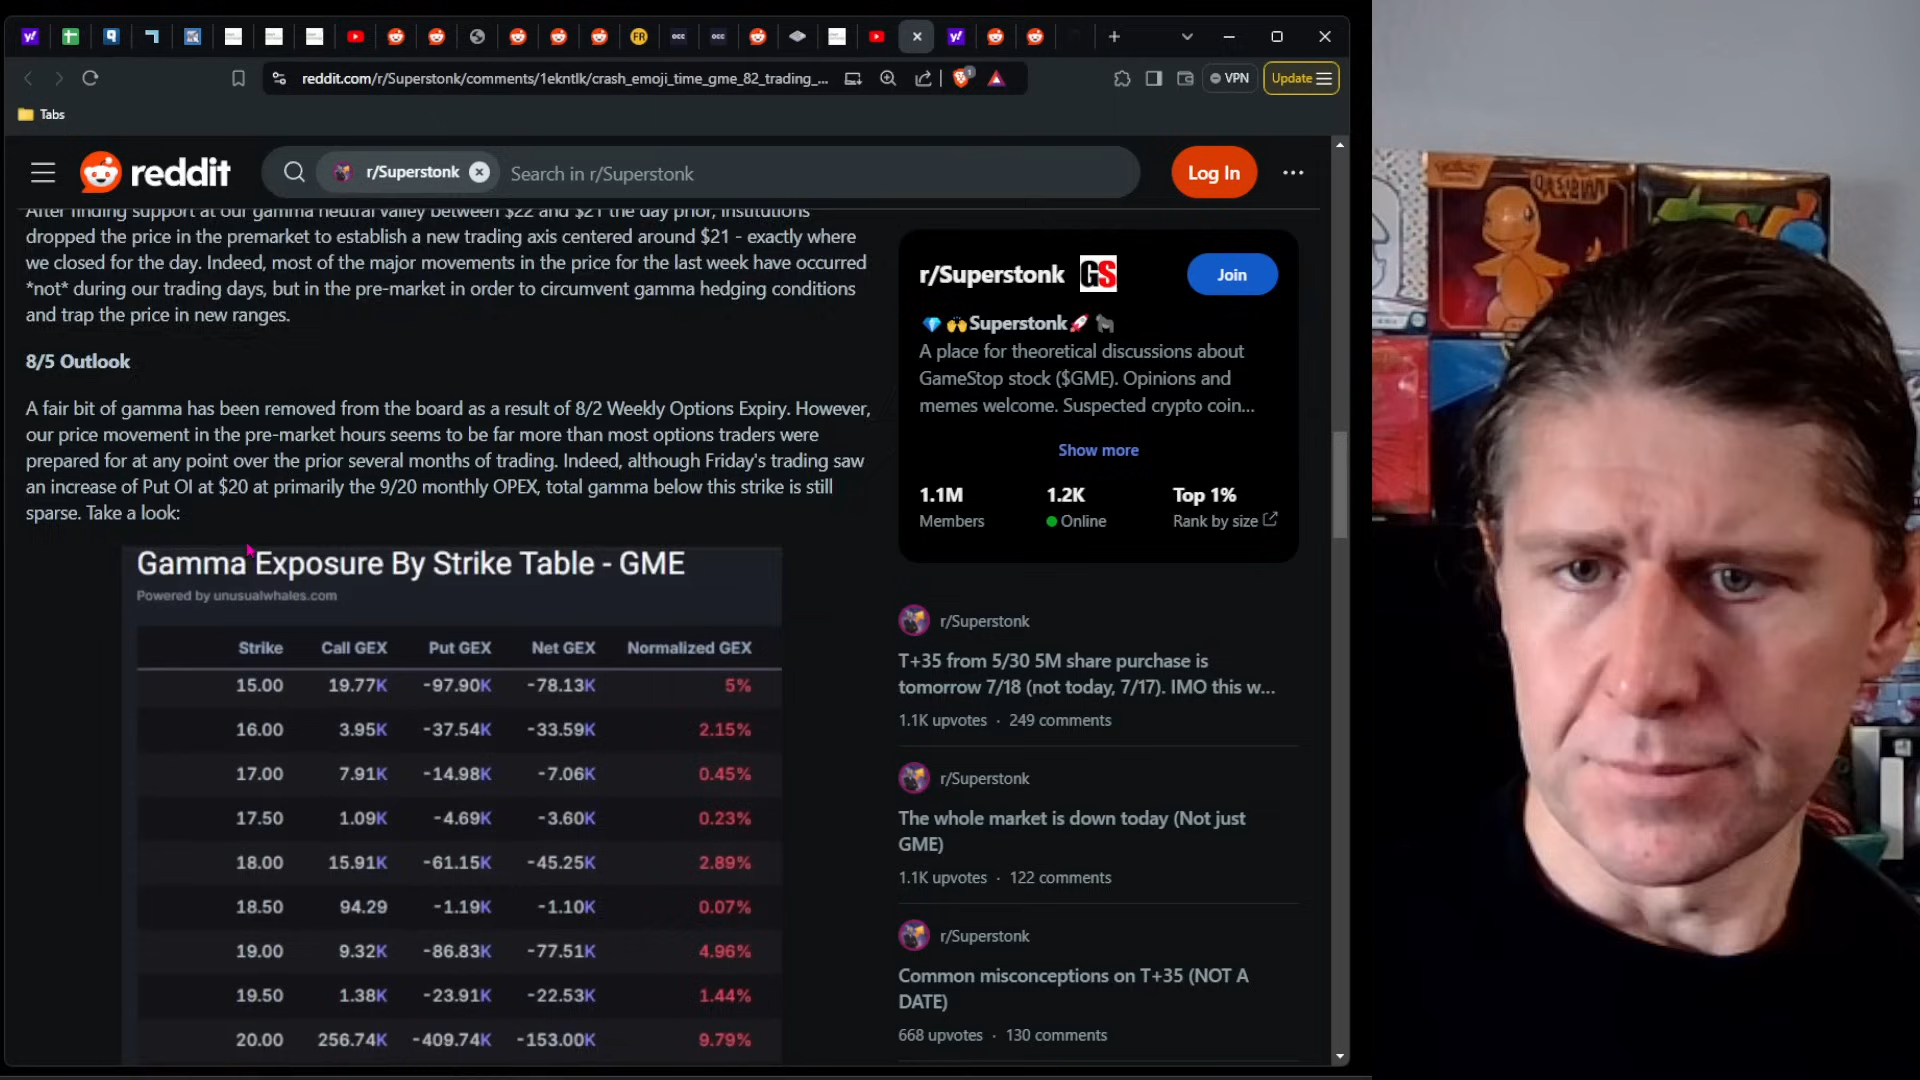 reddit.com/r/Superstonk/comments/1ekntlk/crash_emoji_time_gme_82_trading_...
VPN
Update
Tabs
reddit
r/Superstonk
Search in r/Superstonk
Log In
After finding support at our gamma neutral valley between $22 and $21 the day prior, institutions
dropped the price in the premarket to establish a new trading axis centered around $21 - exactly where
we closed for the day. Indeed, most of the major movements in the price for the last week have occurred
*not* during our trading days, but in the pre-market in order to circumvent gamma hedging conditions
and trap the price in new ranges.
8/5 Outlook
A fair bit of gamma has been removed from the board as a result of 8/2 Weekly Options Expiry. However,
our price movement in the pre-market hours seems to be far more than most options traders were
prepared for at any point over the prior several months of trading. Indeed, although Friday's trading saw
an increase of Put OI at $20 at primarily the 9/20 monthly OPEX, total gamma below this strike is still
sparse. Take a look:
Gamma Exposure By Strike Table - GME
Powered by unusualwhales.com
Strike Call GEX Put GEX Net GEX Normalized GEX
15.00 19.77K -97.90K -78.13K 5%
16.00 3.95K -37.54K -33.59K 2.15%
17.00 7.91K -14.98K -7.06K 0.45%
17.50 1.09K -4.69K -3.60K 0.23%
18.00 15.91K -61.15K -45.25K 2.89%
18.50 94.29 -1.19K -1.10K 0.07%
19.00 9.32K -86.83K -77.51K 4.96%
19.50 1.38K -23.91K -22.53K 1.44%
20.00 256.74K -409.74K -153.00K 9.79%
r/Superstonk GS
Join
💎🙌Superstonk🚀🦍
A place for theoretical discussions about
GameStop stock ($GME). Opinions and
memes welcome. Suspected crypto coin...
Show more
1.1M 1.2K Top 1%
Members Online Rank by size
r/Superstonk
T+35 from 5/30 5M share purchase is
tomorrow 7/18 (not today, 7/17). IMO this w...
1.1K upvotes · 249 comments
r/Superstonk
The whole market is down today (Not just
GME)
1.1K upvotes · 122 comments
r/Superstonk
Common misconceptions on T+35 (NOT A
DATE)
668 upvotes · 130 comments